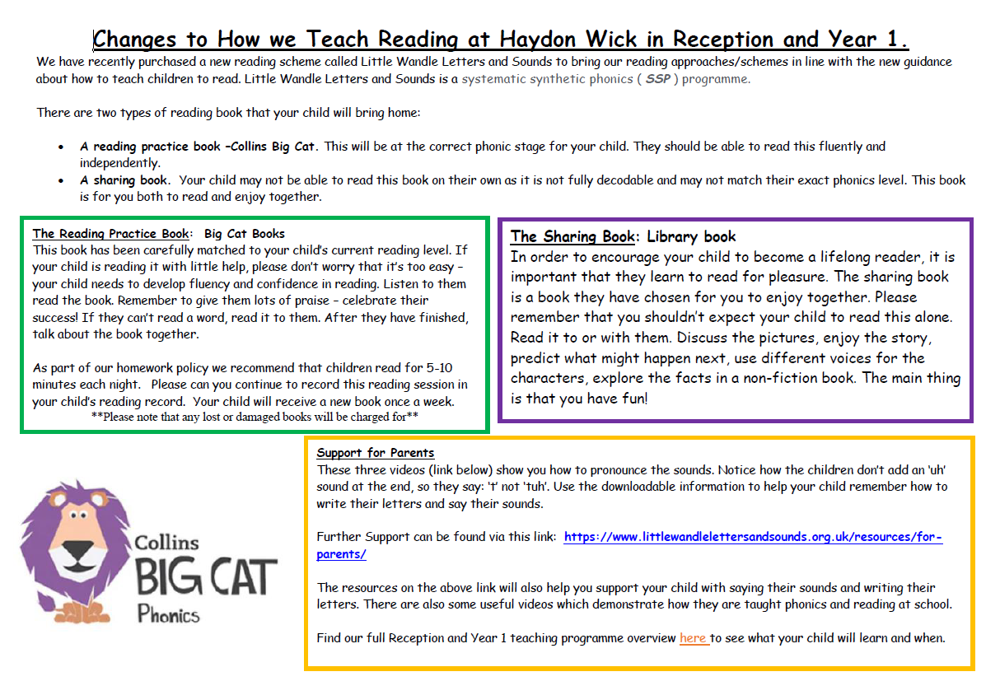 Changes to How we Teach Reading at Haydon Wick in Reception and Year 1.
We have recently purchased a new reading scheme called Little Wandle Letters and Sounds to bring our reading approaches/schemes in line with the new guidance
about how to teach children to read. Little Wandle Letters and Sounds is a systematic synthetic phonics ( SSP ) programme.
There are two types of reading book that your child will bring home:
• A reading practice book –Collins Big Cat. This will be at the correct phonic stage for your child. They should be able to read this fluently and
independently.
• A sharing book. Your child may not be able to read this book on their own as it is not fully decodable and may not match their exact phonics level. This book
is for you both to read and enjoy together.
The Reading Practice Book: Big Cat Books
This book has been carefully matched to your child's current reading level. If
your child is reading it with little help, please don't worry that it's too easy –
your child needs to develop fluency and confidence in reading. Listen to them
read the book. Remember to give them lots of praise – celebrate their
success! If they can't read a word, read it to them. After they have finished,
talk about the book together.
As part of our homework policy we recommend that children read for 5-10
minutes each night. Please can you continue to record this reading session in
your child's reading record. Your child will receive a new book once a week.
**Please note that any lost or damaged books will be charged for**
The Sharing Book: Library book
In order to encourage your child to become a lifelong reader, it is
important that they learn to read for pleasure. The sharing book
is a book they have chosen for you to enjoy together. Please
remember that you shouldn't expect your child to read this alone.
Read it to or with them. Discuss the pictures, enjoy the story,
predict what might happen next, use different voices for the
characters, explore the facts in a non-fiction book. The main thing
is that you have fun!
Collins
BIG CAT
Phonics
Support for Parents
These three videos (link below) show you how to pronounce the sounds. Notice how the children don't add an 'uh'
sound at the end, so they say: 't' not 'tuh'. Use the downloadable information to help your child remember how to
write their letters and say their sounds.
Further Support can be found via this link: https://www.littlewandlelettersandsounds.org.uk/resources/for-
parents/
The resources on the above link will also help you support your child with saying their sounds and writing their
letters. There are also some useful videos which demonstrate how they are taught phonics and reading at school.
Find our full Reception and Year 1 teaching programme overview here to see what your child will learn and when.